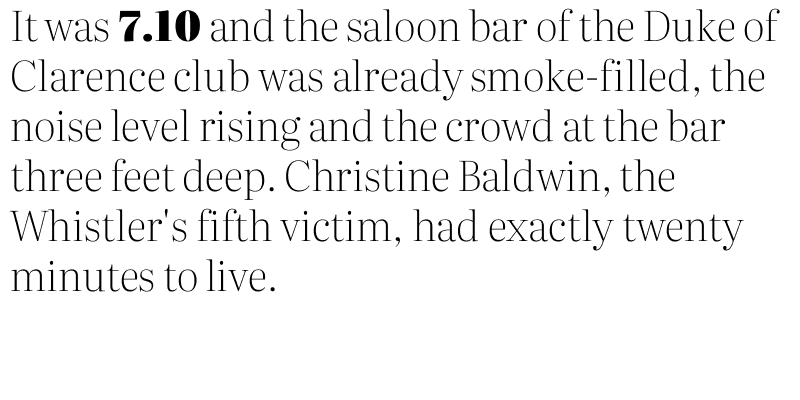 It was 7.10 and the saloon bar of the Duke of
Clarence club was already smoke-filled, the
noise level rising and the crowd at the bar
three feet deep. Christine Baldwin, the
Whistler's fifth victim, had exactly twenty
minutes to live.